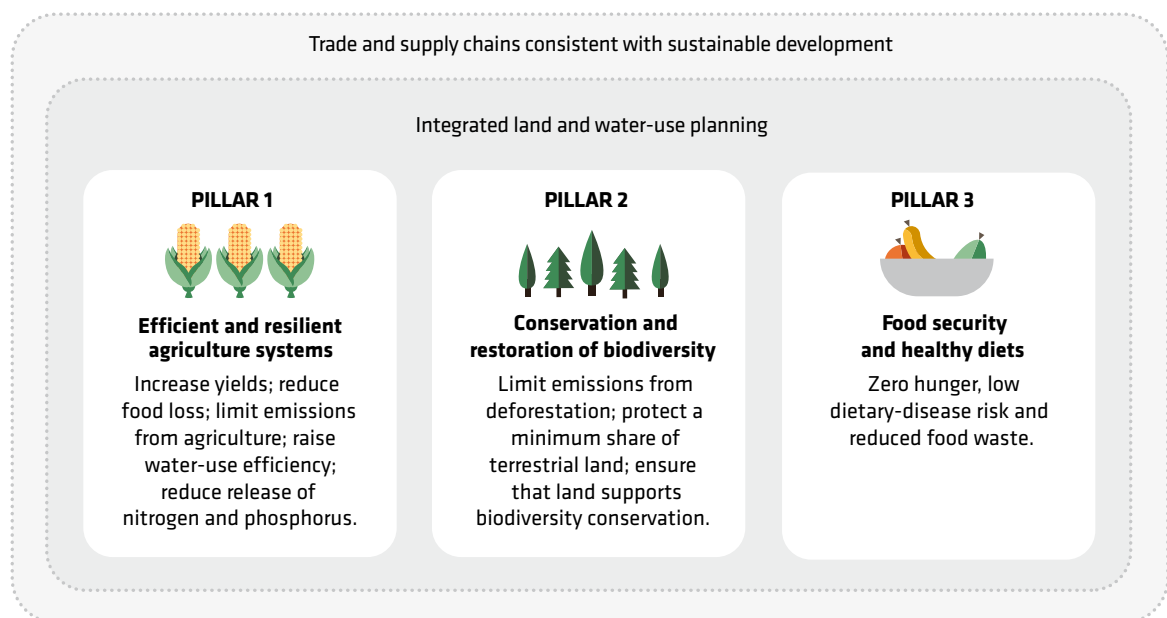 Trade and supply chains consistent with sustainable development
Integrated land and water-use planning
PILLAR 1
Efficient and resilient
agriculture systems
Increase yields; reduce
food loss; limit emissions
from agriculture; raise
water-use efficiency;
reduce release of
nitrogen and phosphorus.
PILLAR 2
Conservation and
restoration of biodiversity
Limit emissions from
deforestation; protect a
minimum share of
terrestrial land; ensure
that land supports
biodiversity conservation.
PILLAR 3
Food security
and healthy diets
Zero hunger, low
dietary-disease risk and
reduced food waste.